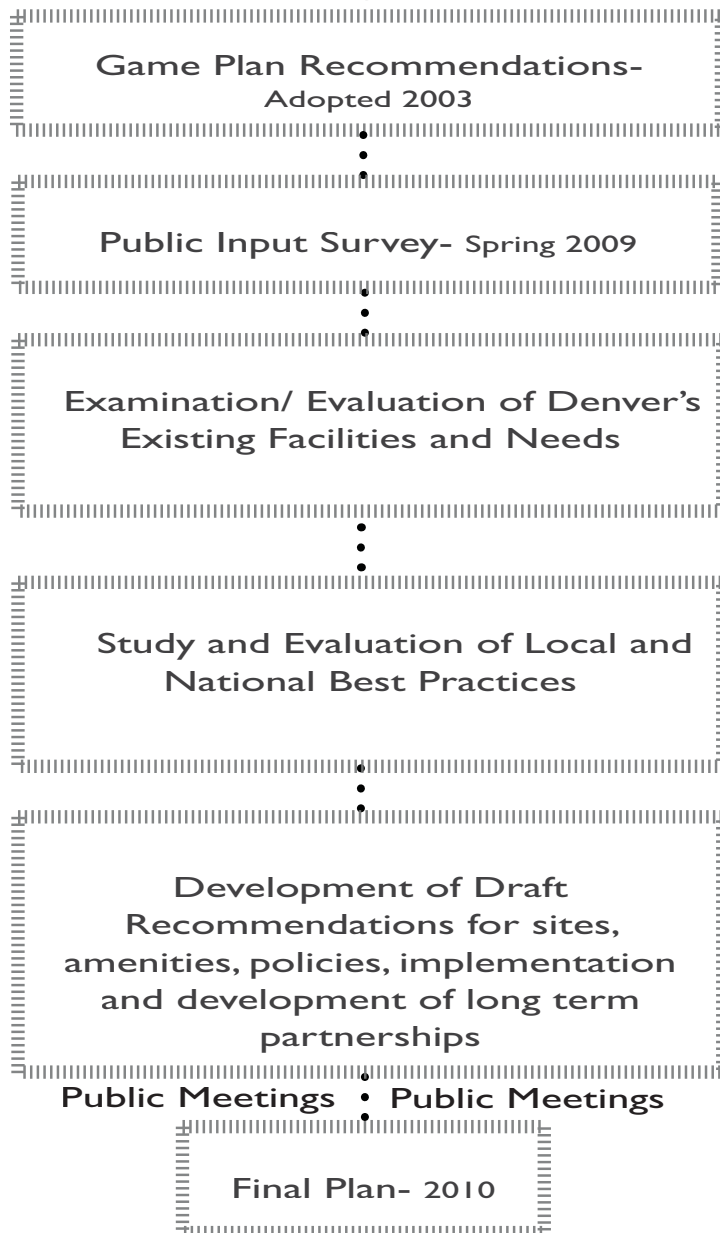 Game Plan Recommendations-
Adopted 2003
Public Input Survey- Spring 2009
Examination/ Evaluation of Denver’s
Existing Facilities and Needs
Study and Evaluation of Local and
National Best Practices
Development of Draft
Recommendations for sites,
amenities, policies, implementation
and development of long term
partnerships
Public Meetings Public Meetings
Final Plan- 2010